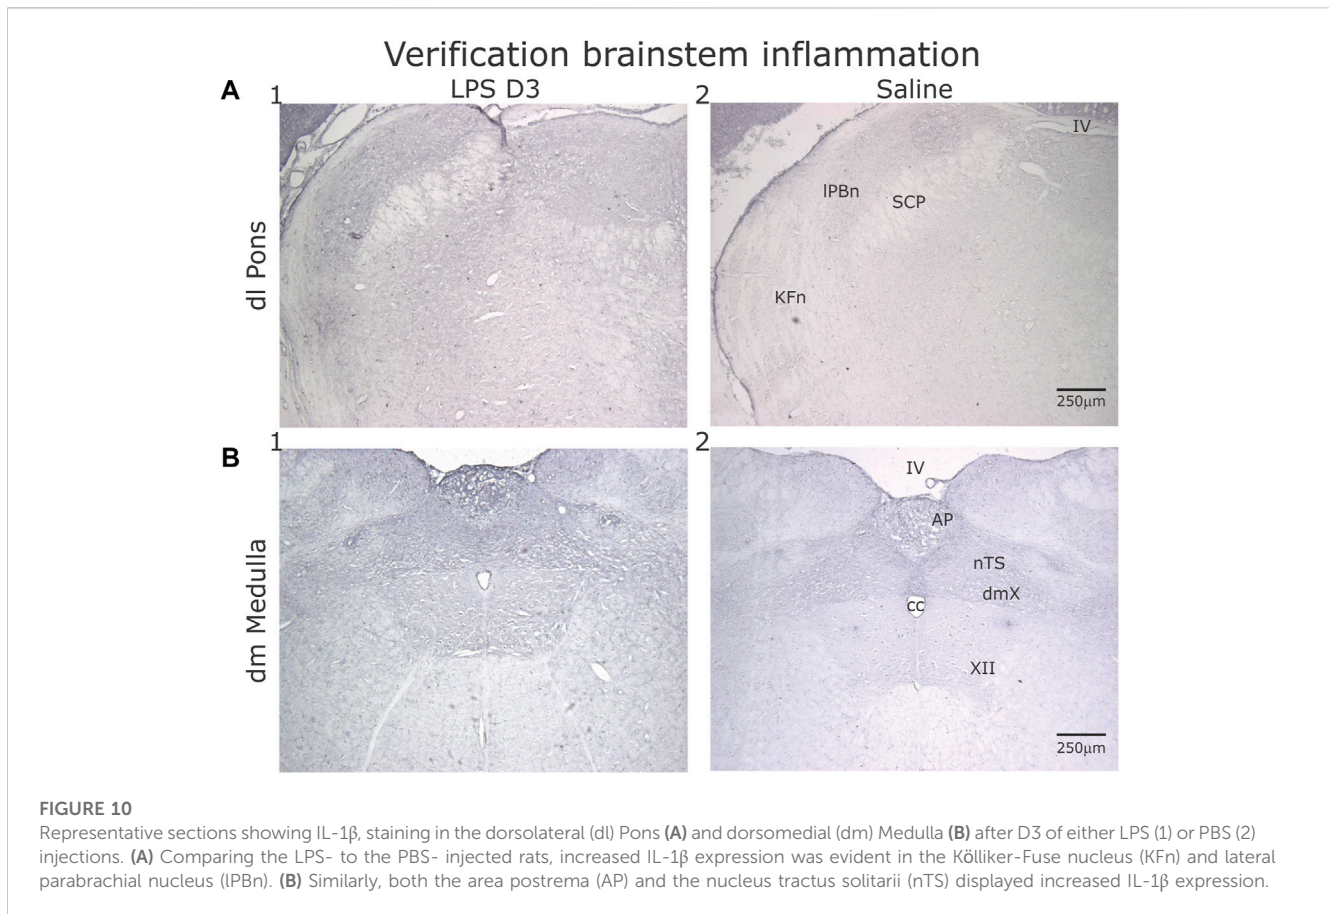 Verification brainstem inflammation
LPS D3
Saline
A
1
2
dl Pons
IV
lPBn
SCP
KFn
250μm
B
1
2
dm Medulla
IV
AP
nTS
dmX
cc
XII
250μm
FIGURE 10
Representative sections showing IL-1β, staining in the dorsolateral (dl) Pons (A) and dorsomedial (dm) Medulla (B) after D3 of either LPS (1) or PBS (2)
injections. (A) Comparing the LPS- to the PBS- injected rats, increased IL-1β expression was evident in the Kölliker-Fuse nucleus (KFn) and lateral
parabrachial nucleus (lPBn). (B) Similarly, both the area postrema (AP) and the nucleus tractus solitarii (nTS) displayed increased IL-1β expression.